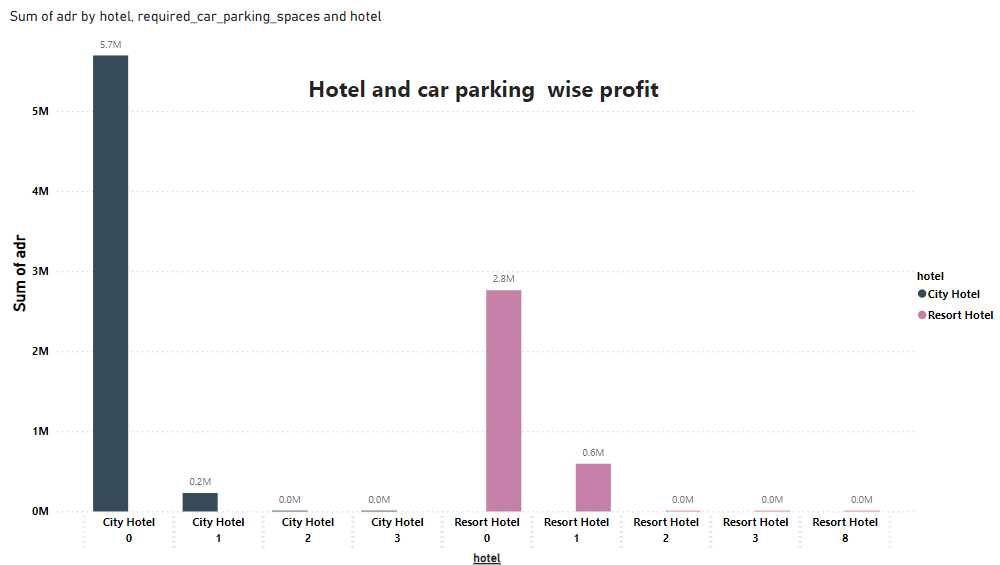 Sum of adr by hotel, required_car_parking_spaces and hotel
Hotel and car parking  wise profit
Sum of adr
5M
4M
3M
2M
1M
0M
5.7M
0.2M
0.0M
0.0M
2.8M
0.6M
0.0M
0.0M
0.0M
City Hotel
0
City Hotel
1
City Hotel
2
City Hotel
3
Resort Hotel
0
Resort Hotel
1
Resort Hotel
2
Resort Hotel
3
Resort Hotel
8
hotel
hotel
City Hotel
Resort Hotel